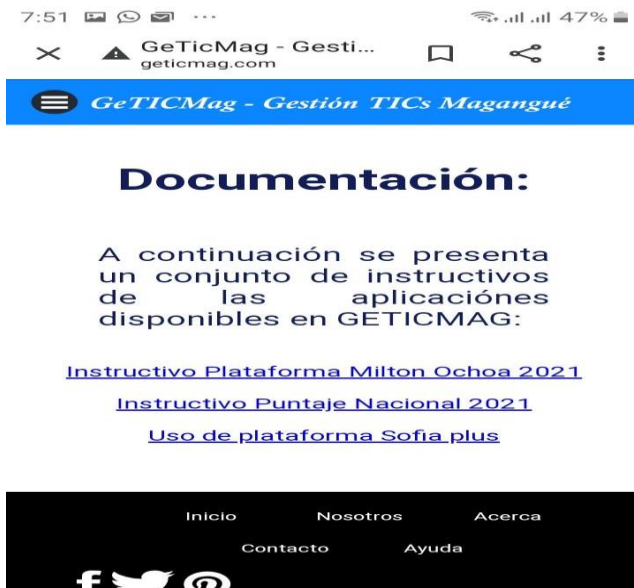 7:51 47%
GeTicMag - Gesti...
geticmag.com
GeTICMag - Gestión TICs Magangué
Documentación:
A continuación se presenta
un conjunto de instructivos
de las aplicaciónes
disponibles en GETICMAG:
Instructivo Plataforma Milton Ochoa 2021
Instructivo Puntaje Nacional 2021
Uso de plataforma Sofia plus
Inicio Nosotros Acerca
Contacto Ayuda